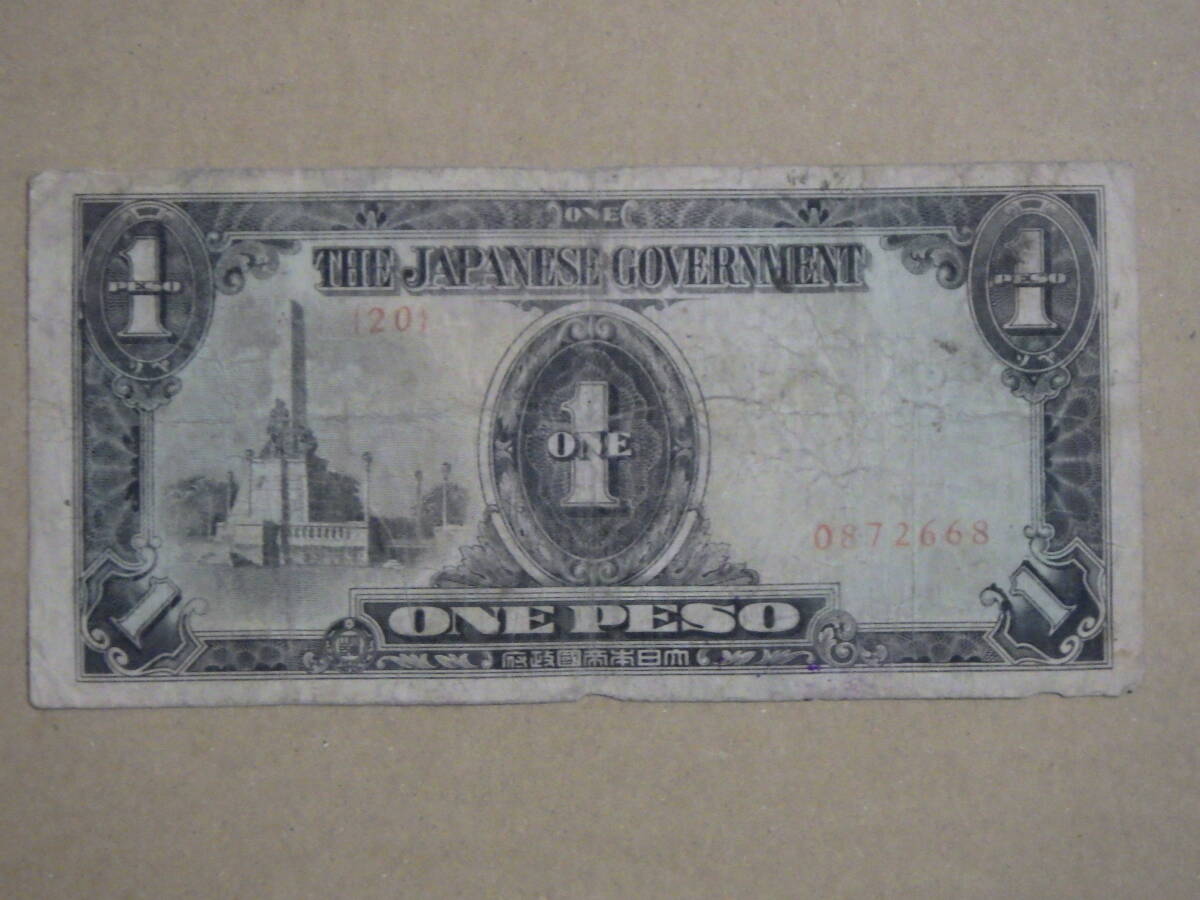 ONE
1
PESO
1
PESO
THE JAPANESE GOVERNMENT
{20}
1
ONE
0872668
1
1
ONE PESO
府政國帝本日大